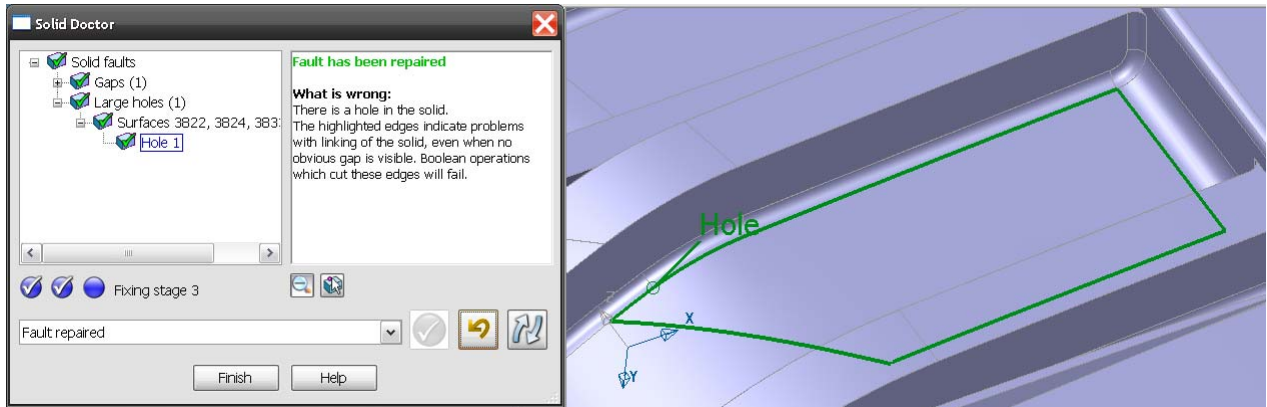 Solid Doctor
Solid faults
Gaps (1)
Large holes (1)
Surfaces 3822, 3824, 383
Hole 1
Fault has been repaired
What is wrong:
There is a hole in the solid.
The highlighted edges indicate problems
with linking of the solid, even when no
obvious gap is visible. Boolean operations
which cut these edges will fail.
Fixing stage 3
Fault repaired
Finish
Help
Hole
Z
X
Y